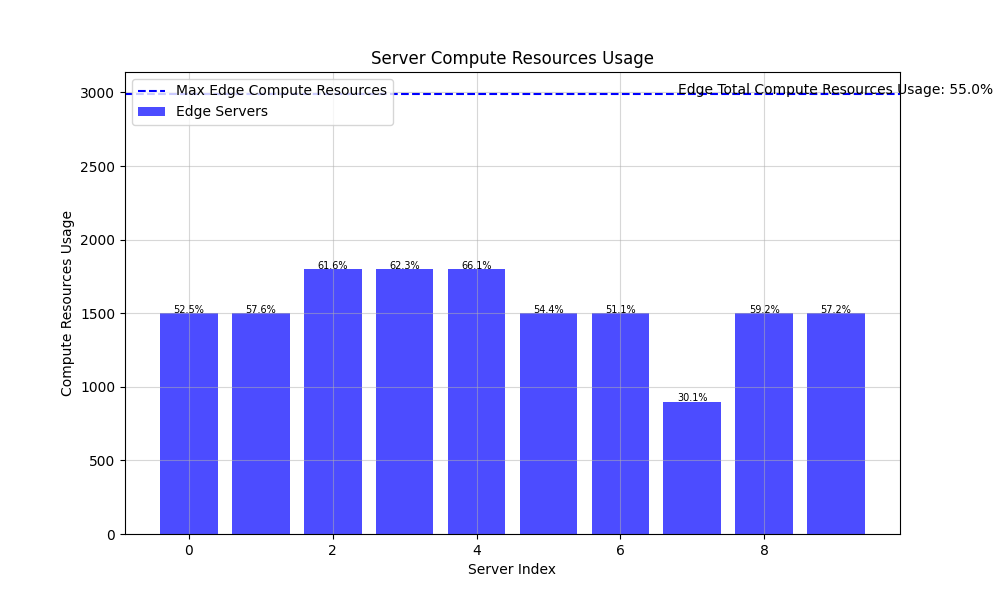 Server Compute Resources Usage
Max Edge Compute Resources
Edge Servers
Edge Total Compute Resources Usage: 55.0%
Compute Resources Usage
3000
2500
2000
1500
1000
500
0
52.5%
57.6%
61.6%
62.3%
66.1%
54.4%
51.1%
30.1%
59.2%
57.2%
0 2 4 6 8
Server Index